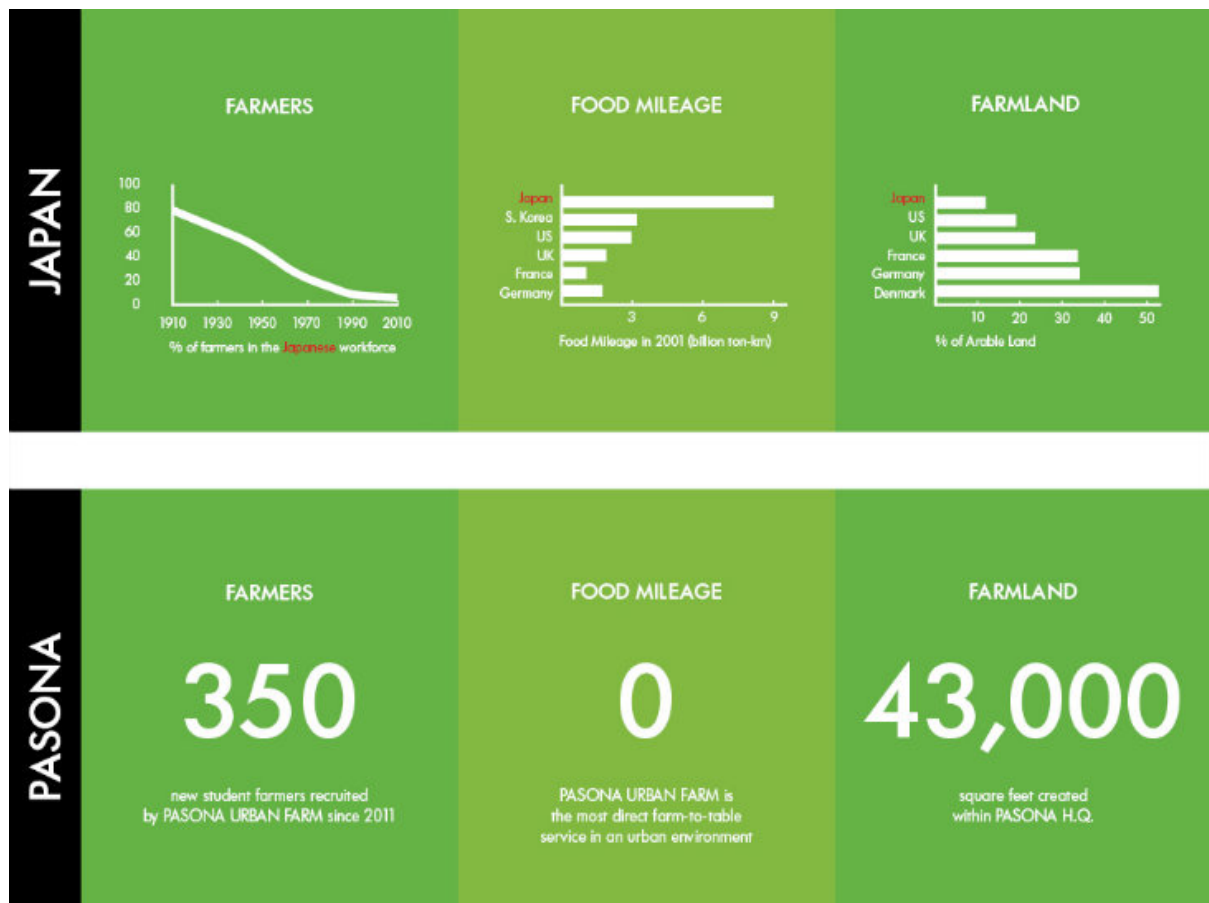 JAPAN
FARMERS
100
80
60
40
20
0
1910 1930 1950 1970 1990 2010
% of farmers in the Japanese workforce
FOOD MILEAGE
Japan
S. Korea
US
UK
France
Germany
3 6 9
Food Mileage in 2001 (billion ton-km)
FARMLAND
Japan
US
UK
France
Germany
Denmark
10 20 30 40 50
% of Arable Land
PASONA
FARMERS
350
new student farmers recruited
by PASONA URBAN FARM since 2011
FOOD MILEAGE
0
PASONA URBAN FARM is
the most direct farm-to-table
service in an urban environment
FARMLAND
43,000
square feet created
within PASONA H.Q.